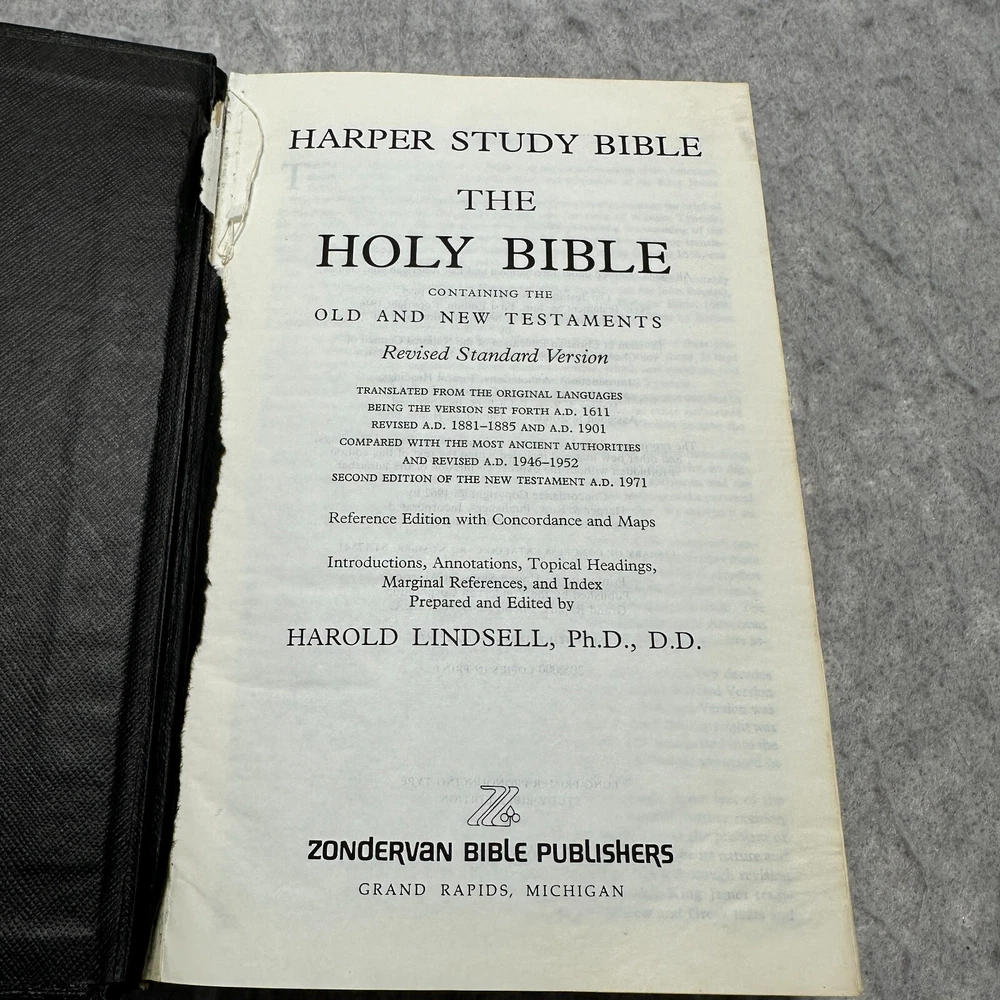 HARPER STUDY BIBLE
THE
HOLY BIBLE
CONTAINING THE
OLD AND NEW TESTAMENTS
Revised Standard Version
TRANSLATED FROM THE ORIGINAL LANGUAGES
BEING THE VERSION SET FORTH A.D. 1611
REVISED A.D. 1881–1885 AND A.D. 1901
COMPARED WITH THE MOST ANCIENT AUTHORITIES
AND REVISED A.D. 1946–1952
SECOND EDITION OF THE NEW TESTAMENT A.D. 1971
Reference Edition with Concordance and Maps
Introductions, Annotations, Topical Headings,
Marginal References, and Index
Prepared and Edited by
HAROLD LINDSELL, Ph.D., D.D.
ZONDERVAN BIBLE PUBLISHERS
GRAND RAPIDS, MICHIGAN